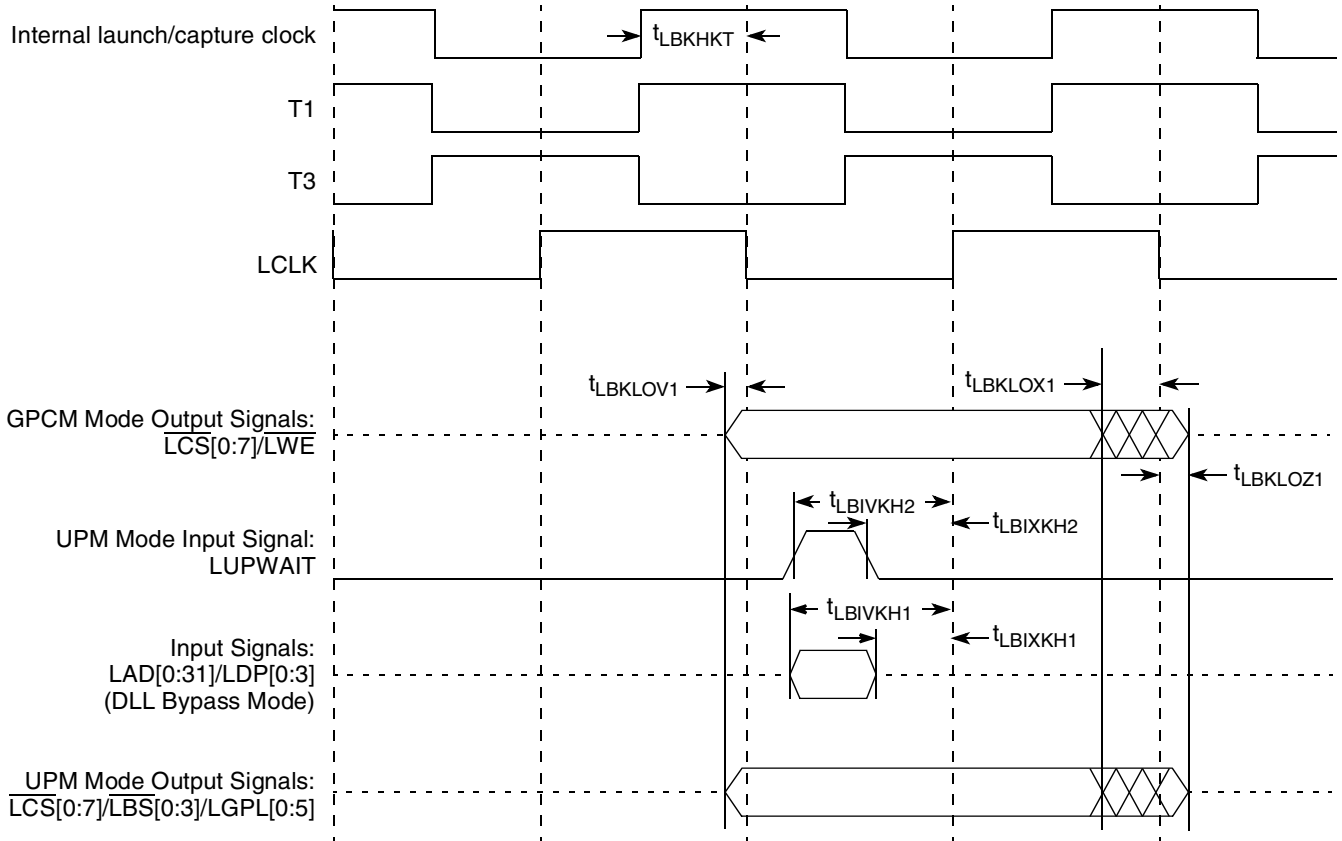 Internal launch/capture clock
tLBKHKT
T1
T3
LCLK
tLBKLOV1
tLBKLOX1
GPCM Mode Output Signals:
LCS[0:7]/LWE
tLBKLOZ1
tLBIVKH2
tLBIXKH2
UPM Mode Input Signal:
LUPWAIT
tLBIVKH1
tLBIXKH1
Input Signals:
LAD[0:31]/LDP[0:3]
(DLL Bypass Mode)
UPM Mode Output Signals:
LCS[0:7]/LBS[0:3]/LGPL[0:5]